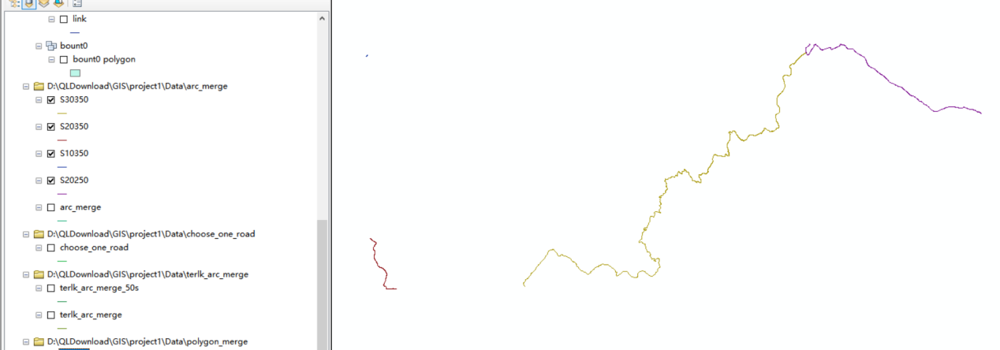 link
bount0
bount0 polygon
D:\QLDownload\GIS\project1\Data\arc_merge
S30350
S20350
S10350
S20250
arc_merge
D:\QLDownload\GIS\project1\Data\choose_one_road
choose_one_road
D:\QLDownload\GIS\project1\Data\terlk_arc_merge
terlk_arc_merge_50s
terlk_arc_merge
D:\QLDownload\GIS\project1\Data\polygon_merge